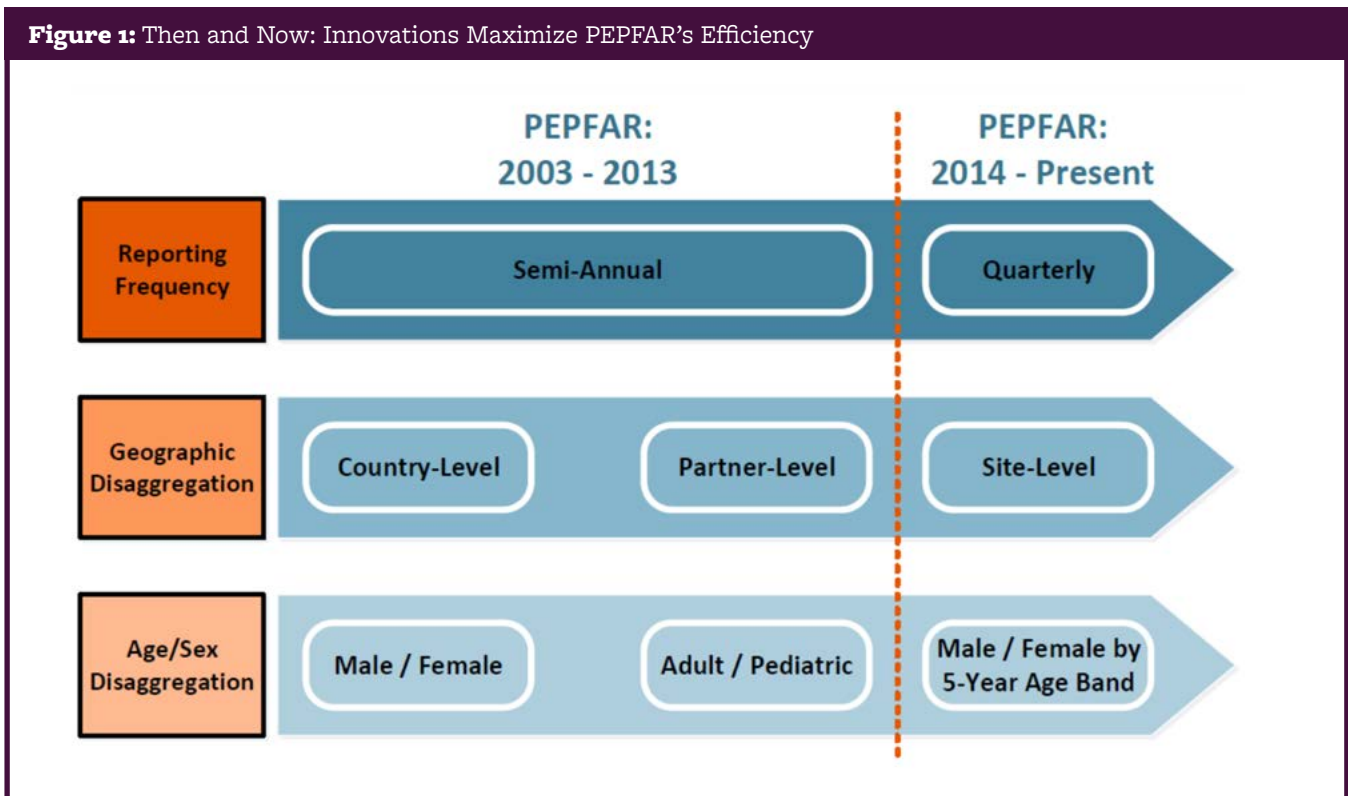 Figure 1: Then and Now: Innovations Maximize PEPFAR's Efficiency
PEPFAR:
2003 - 2013
PEPFAR:
2014 - Present
Reporting
Frequency
Semi-Annual
Quarterly
Geographic
Disaggregation
Country-Level
Partner-Level
Site-Level
Age/Sex
Disaggregation
Male / Female
Adult / Pediatric
Male / Female by
5-Year Age Band